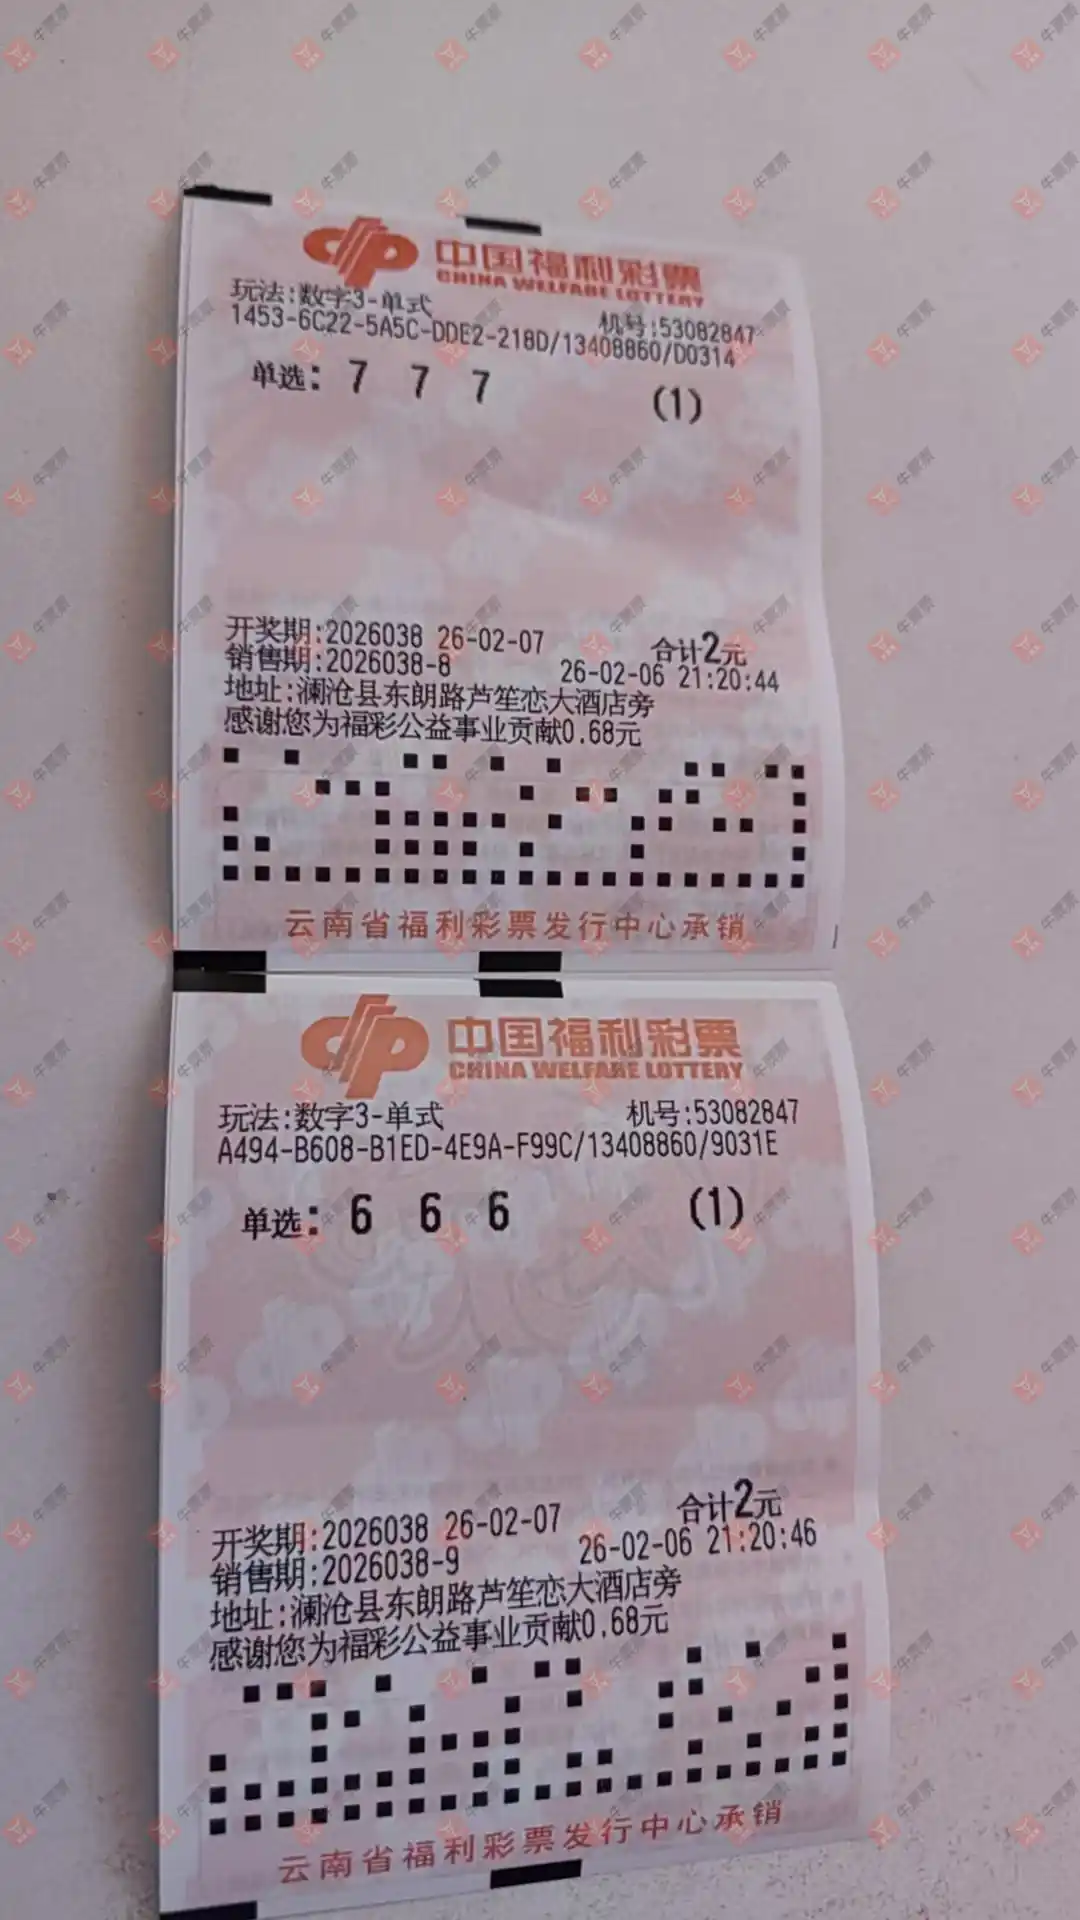 中国福利彩票
CHINA WELFARE LOTTERY
玩法:数字3-单式 机号:53082847
1453-6C22-5A5C-DDE2-218D/13408860/D0314
单选: 7 7 7 (1)
开奖期:2026038 26-02-07 合计2元
销售期:2026038-8 26-02-06 21:20:44
地址:澜沧县东朗路芦笙恋大酒店旁
感谢您为福彩公益事业贡献0.68元
云南省福利彩票发行中心承销
中国福利彩票
CHINA WELFARE LOTTERY
玩法:数字3-单式 机号:53082847
A494-B608-B1ED-4E9A-F99C/13408860/9031E
单选: 6 6 6 (1)
开奖期:2026038 26-02-07 合计2元
销售期:2026038-9 26-02-06 21:20:46
地址:澜沧县东朗路芦笙恋大酒店旁
感谢您为福彩公益事业贡献0.68元
云南省福利彩票发行中心承销